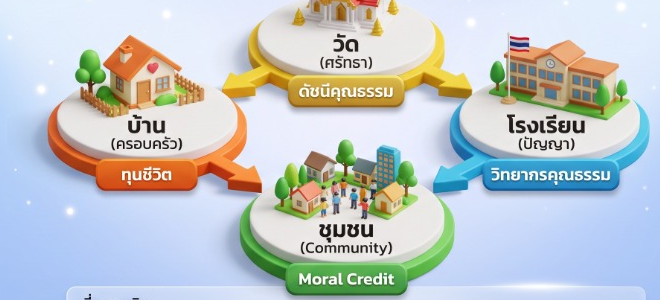 วัด
(ศรัทธา)
ดัชนีคุณธรรม
บ้าน
(ครอบครัว)
ทุนชีวิต
โรงเรียน
(ปัญญา)
วิทยากรคุณธรรม
ชุมชน
(Community)
Moral Credit